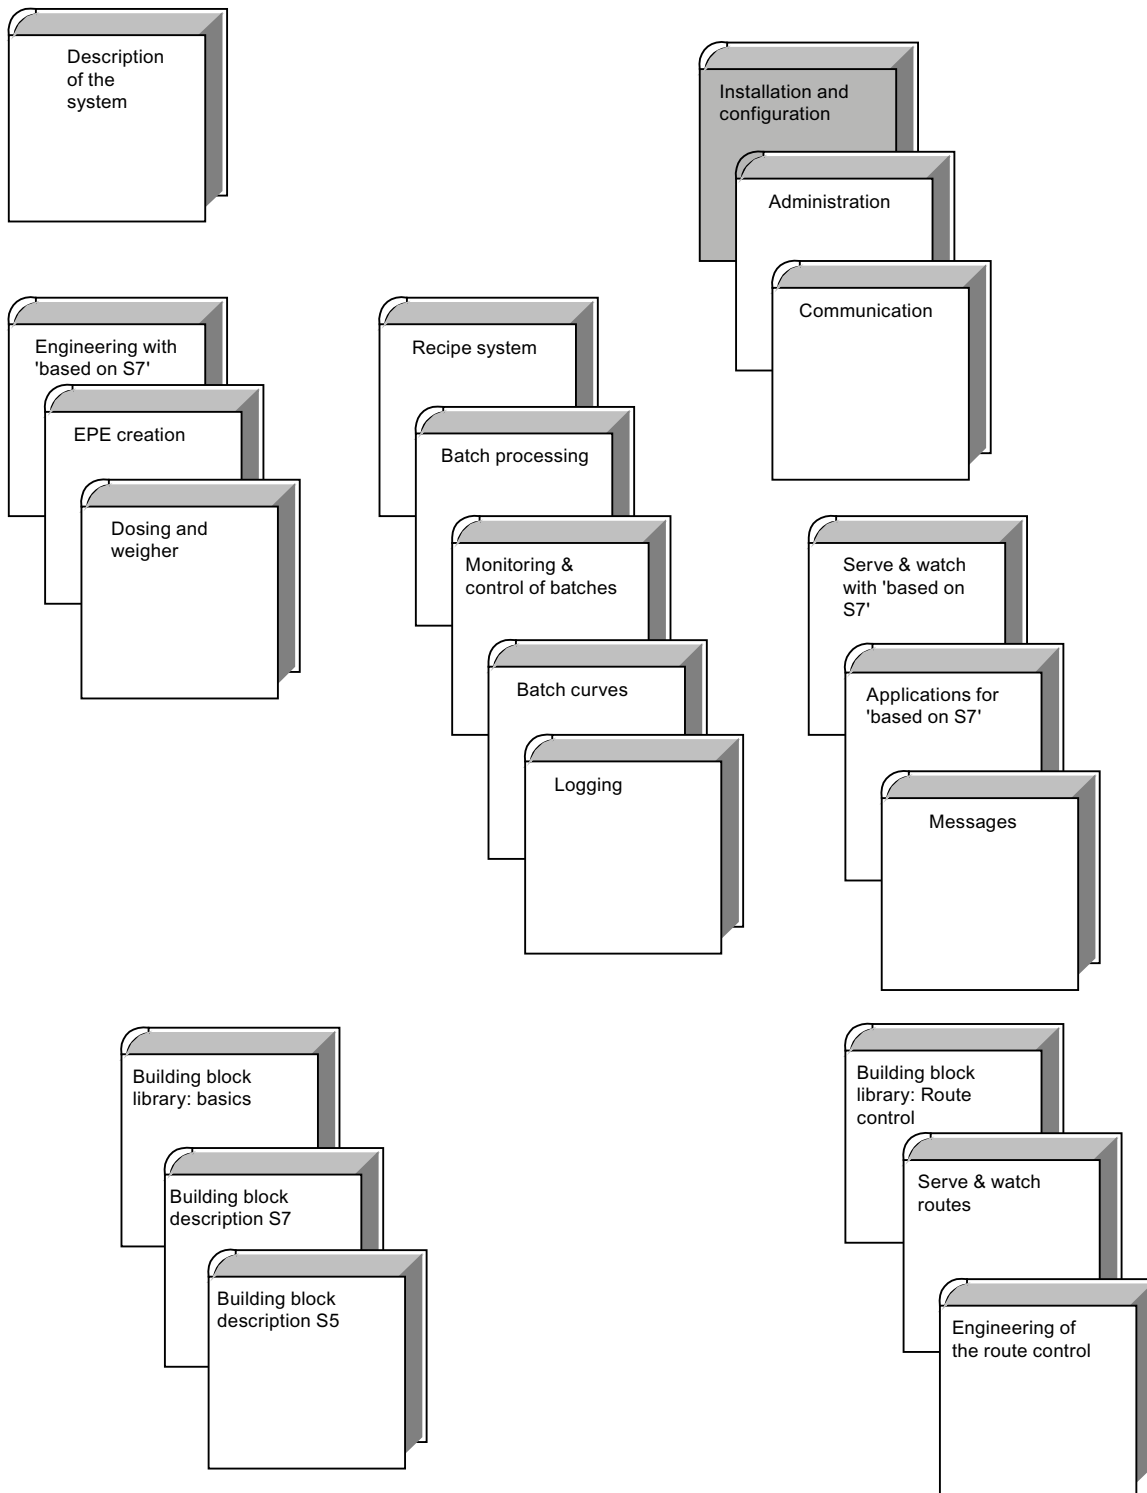 Description
of the
system
Installation and
configuration
Administration
Communication
Engineering with
'based on S7'
EPE creation
Dosing and
weigher
Recipe system
Batch processing
Monitoring &
control of batches
Batch curves
Logging
Serve & watch
with 'based on
S7'
Applications for
'based on S7'
Messages
Building block
library: basics
Building block
description S7
Building block
description S5
Building block
library: Route
control
Serve & watch
routes
Engineering of
the route control